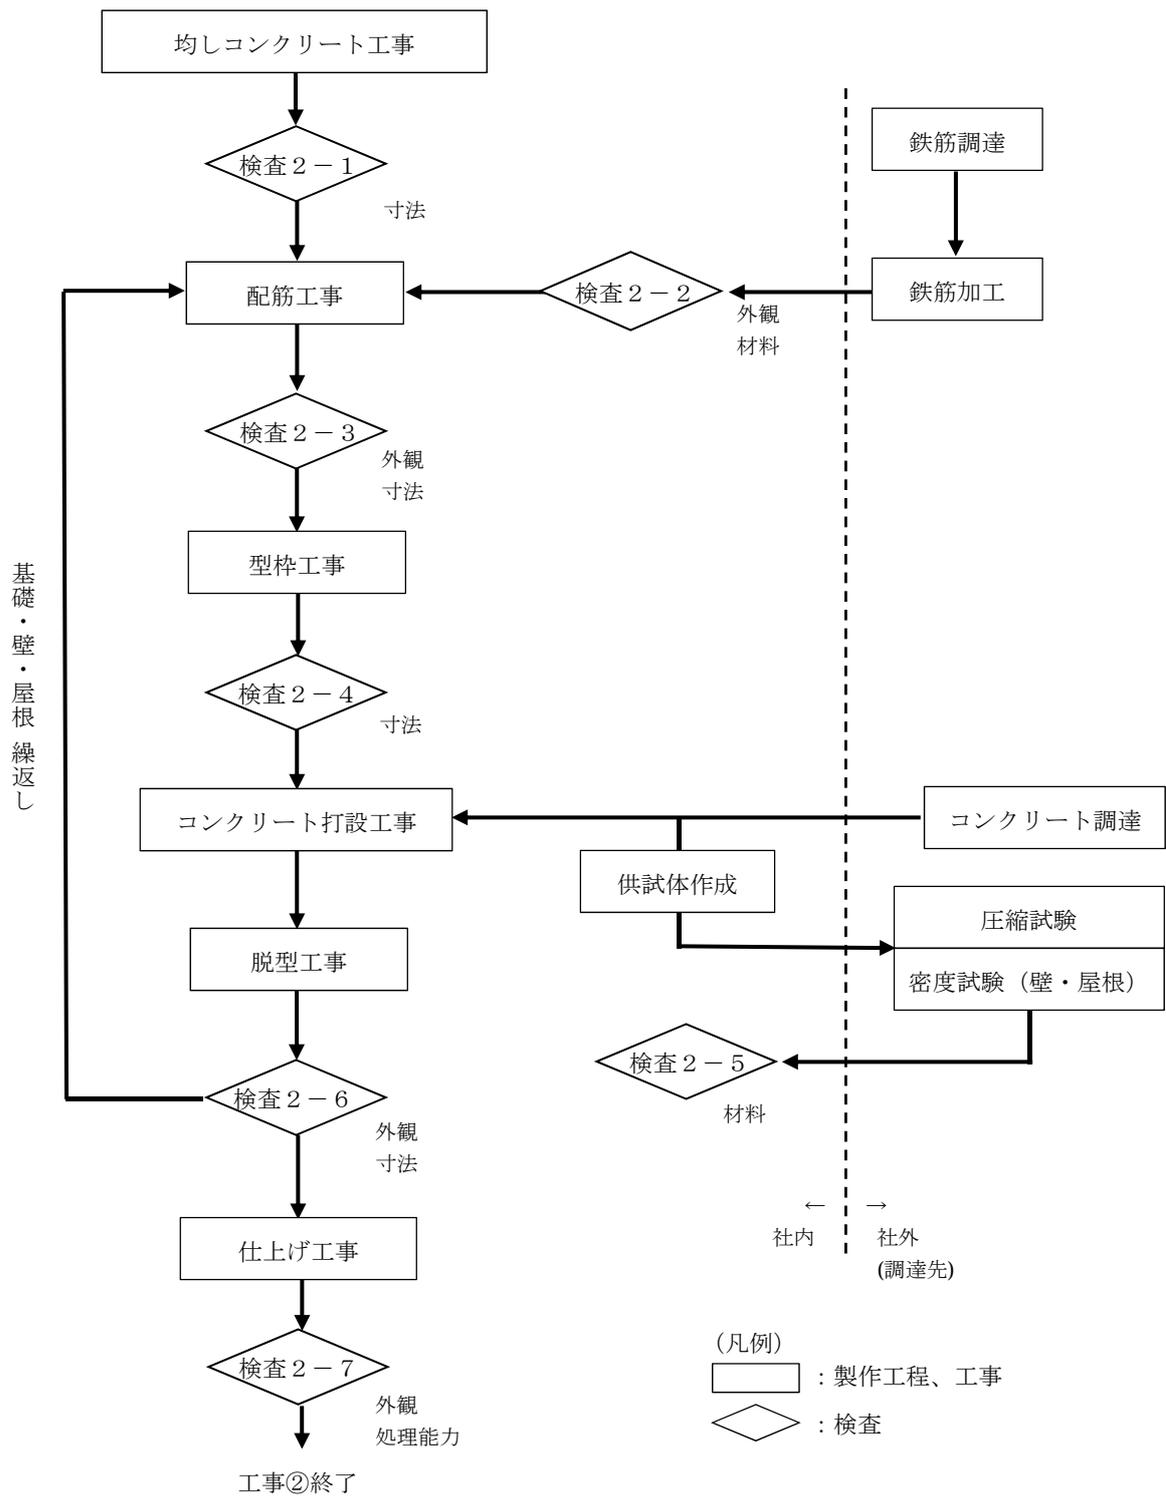 均しコンクリート工事
鉄筋調達
検査２－１
寸法
配筋工事
検査２－２
鉄筋加工
外観
材料
検査２－３
外観
寸法
型枠工事
基礎・壁・屋根 繰返し
検査２－４
寸法
コンクリート打設工事
コンクリート調達
供試体作成
圧縮試験
脱型工事
密度試験（壁・屋根）
検査２－５
材料
検査２－６
外観
寸法
← →
社内 社外
(調達先)
仕上げ工事
（凡例）
検査２－７
：製作工程、工事
外観
：検査
処理能力
工事②終了